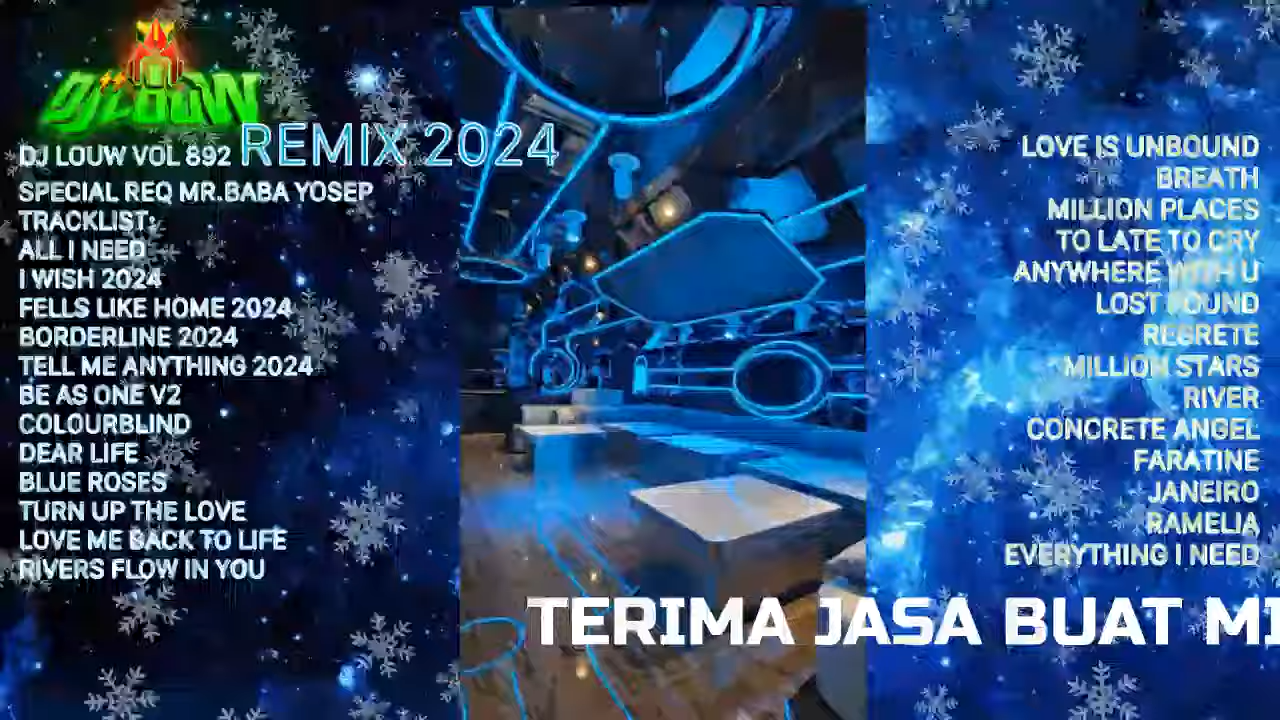 DJ LOUW
REMIX 2024
DJ LOUW VOL 892
SPECIAL REQ MR.BABA YOSEP
TRACKLIST:
ALL I NEED
I WISH 2024
FELLS LIKE HOME 2024
BORDERLINE 2024
TELL ME ANYTHING 2024
BE AS ONE V2
COLOURBLIND
DEAR LIFE
BLUE ROSES
TURN UP THE LOVE
LOVE ME BACK TO LIFE
RIVERS FLOW IN YOU
LOVE IS UNBOUND
BREATH
MILLION PLACES
TO LATE TO CRY
ANYWHERE WITH U
LOST FOUND
REGRETE
MILLION STARS
RIVER
CONCRETE ANGEL
FARATINE
JANEIRO
RAMELIA
EVERYTHING I NEED
TERIMA JASA BUAT MI